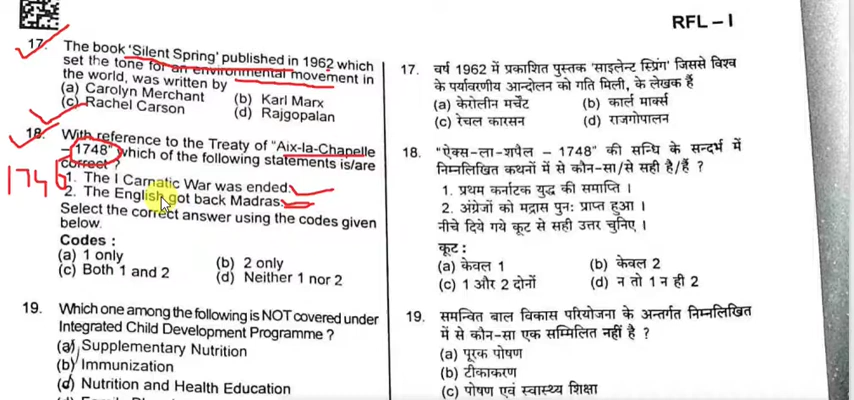 RFL – I
17. The book 'Silent Spring' published in 1962 which
set the tone for an environmental movement in
the world, was written by
(a) Carolyn Merchant (b) Karl Marx
(c) Rachel Carson (d) Rajgopalan
18. With reference to the Treaty of "Aix-la-Chapelle
– 1748" which of the following statements is/are
correct ?
1746
1. The I Carnatic War was ended.
2. The English got back Madras.
Select the correct answer using the codes given
below.
Codes :
(a) 1 only (b) 2 only
(c) Both 1 and 2 (d) Neither 1 nor 2
19. Which one among the following is NOT covered under
Integrated Child Development Programme ?
(a) Supplementary Nutrition
(b) Immunization
(c) Nutrition and Health Education
17. वर्ष 1962 में प्रकाशित पुस्तक 'साइलेन्ट स्प्रिंग' जिससे विश्व
के पर्यावरणीय आन्दोलन को गति मिली, के लेखक हैं
(a) केरोलीन मर्चेंट (b) कार्ल मार्क्स
(c) रेचल कारसन (d) राजगोपालन
18. "ऐक्स-ला-शपैल – 1748" की सन्धि के सन्दर्भ में
निम्नलिखित कथनों में से कौन-सा/से सही है/हैं ?
1. प्रथम कर्नाटक युद्ध की समाप्ति ।
2. अंग्रेजों को मद्रास पुनः प्राप्त हुआ ।
नीचे दिये गये कूट से सही उत्तर चुनिए ।
कूट :
(a) केवल 1 (b) केवल 2
(c) 1 और 2 दोनों (d) न तो 1 न ही 2
19. समन्वित बाल विकास परियोजना के अन्तर्गत निम्नलिखित
में से कौन-सा एक सम्मिलित नहीं है ?
(a) पूरक पोषण
(b) टीकाकरण
(c) पोषण एवं स्वास्थ्य शिक्षा